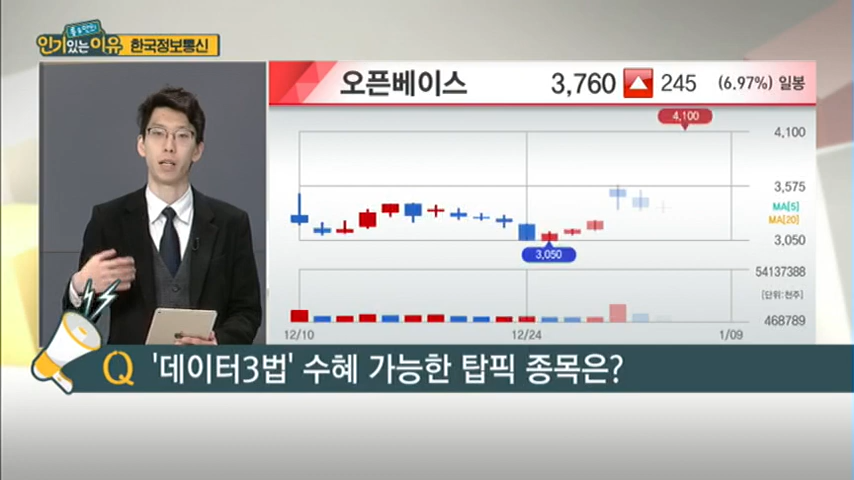 인기있는이유 한국정보통신
오픈베이스 3,760 ▲ 245 (6.97%) 일봉
4,100
4,100
3,575
MA[5]
MA[20]
3,050
3,050
54137388
[단위:천주]
468789
12/10 12/24 1/09
Q '데이터3법' 수혜 가능한 탑픽 종목은?